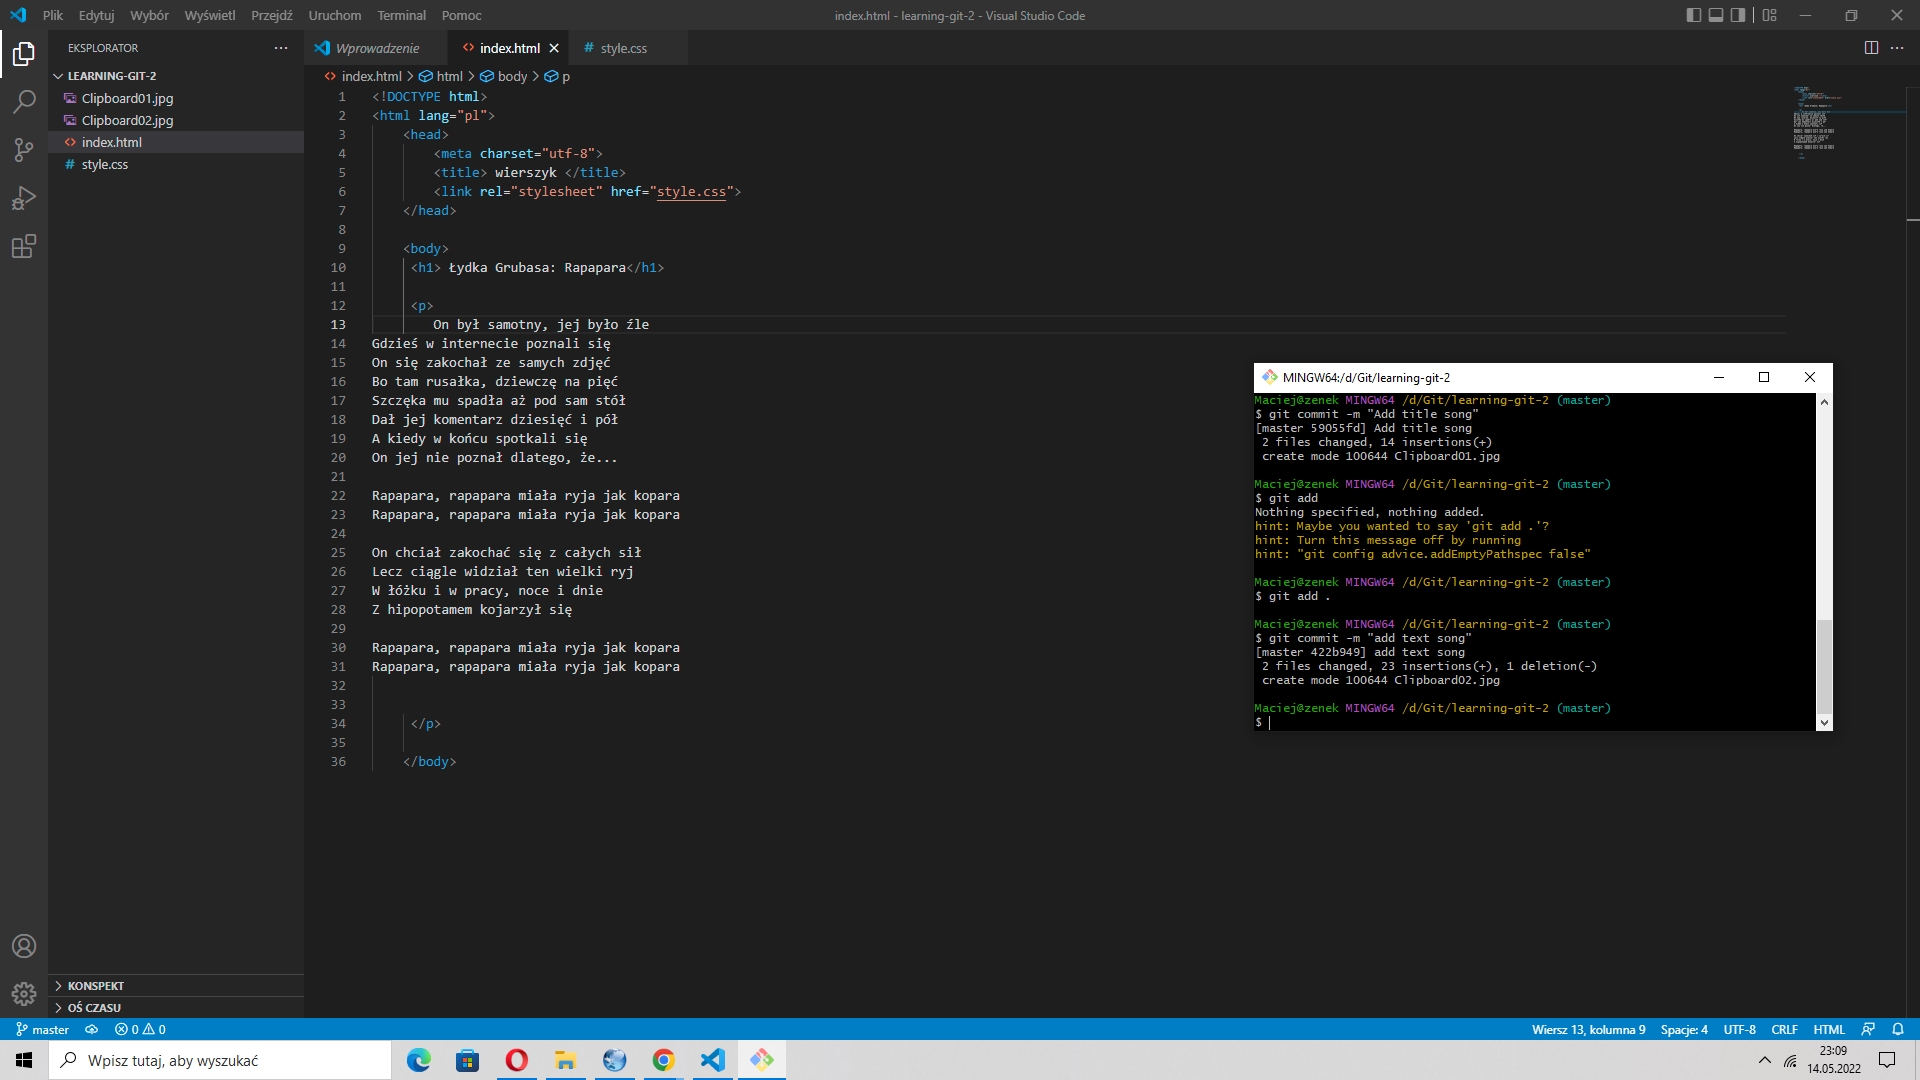 Plik Edytuj Wybór Wyświetl Przejdź Uruchom Terminal Pomoc
index.html - learning-git-2 - Visual Studio Code
EKSPLORATOR
LEARNING-GIT-2
Clipboard01.jpg
Clipboard02.jpg
index.html
# style.css
KONSPEKT
OŚ CZASU
Wprowadzenie
<> index.html
# style.css
<> index.html > html > body > p
1 <!DOCTYPE html>
2 <html lang="pl">
3 <head>
4 <meta charset="utf-8">
5 <title> wierszyk </title>
6 <link rel="stylesheet" href="style.css">
7 </head>
8
9 <body>
10 <h1> Łydka Grubasa: Rapapara</h1>
11
12 <p>
13 On był samotny, jej było źle
14 Gdzieś w internecie poznali się
15 On się zakochał ze samych zdjęć
16 Bo tam rusałka, dziewczę na pięć
17 Szczęka mu spadła aż pod sam stół
18 Dał jej komentarz dziesięć i pół
19 A kiedy w końcu spotkali się
20 On jej nie poznał dlatego, że...
21
22 Rapapara, rapapara miała ryja jak kopara
23 Rapapara, rapapara miała ryja jak kopara
24
25 On chciał zakochać się z całych sił
26 Lecz ciągle widział ten wielki ryj
27 W łóżku i w pracy, noce i dnie
28 Z hipopotamem kojarzył się
29
30 Rapapara, rapapara miała ryja jak kopara
31 Rapapara, rapapara miała ryja jak kopara
32
33
34 </p>
35
36 </body>
MINGW64:/d/Git/learning-git-2
Maciej@zenek MINGW64 /d/Git/learning-git-2 (master)
$ git commit -m "Add title song"
[master 59055fd] Add title song
2 files changed, 14 insertions(+)
create mode 100644 Clipboard01.jpg
Maciej@zenek MINGW64 /d/Git/learning-git-2 (master)
$ git add
Nothing specified, nothing added.
hint: Maybe you wanted to say 'git add .'?
hint: Turn this message off by running
hint: "git config advice.addEmptyPathspec false"
Maciej@zenek MINGW64 /d/Git/learning-git-2 (master)
$ git add .
Maciej@zenek MINGW64 /d/Git/learning-git-2 (master)
$ git commit -m "add text song"
[master 422b949] add text song
2 files changed, 23 insertions(+), 1 deletion(-)
create mode 100644 Clipboard02.jpg
Maciej@zenek MINGW64 /d/Git/learning-git-2 (master)
$
master 0 0
Wiersz 13, kolumna 9 Spacje: 4 UTF-8 CRLF HTML
Wpisz tutaj, aby wyszukać
23:09
14.05.2022